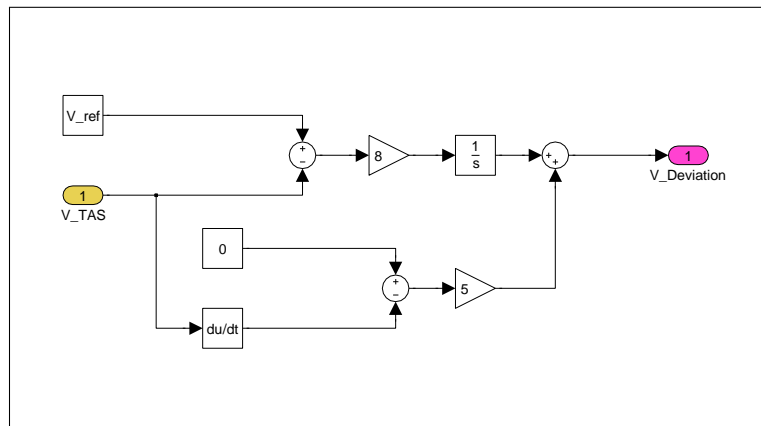 V_ref
+
−
8
1
s
+
+
1
V_Deviation
1
V_TAS
0
+
−
5
du/dt